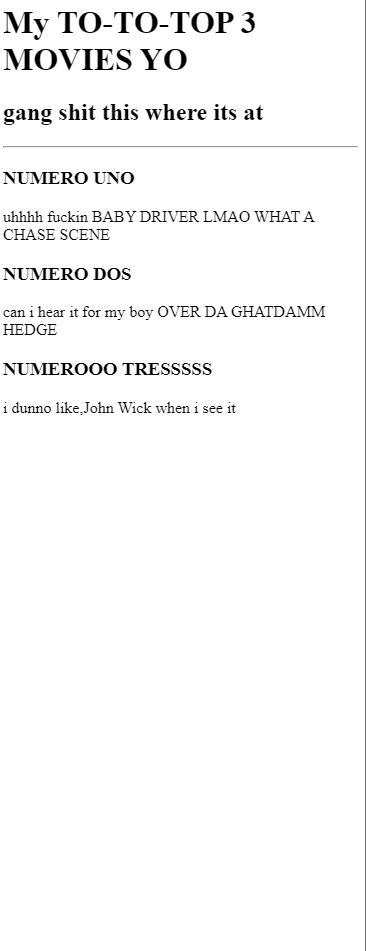 My TO-TO-TOP 3
MOVIES YO
gang shit this where its at
NUMERO UNO
uhhhh fuckin BABY DRIVER LMAO WHAT A
CHASE SCENE
NUMERO DOS
can i hear it for my boy OVER DA GHATDAMM
HEDGE
NUMEROOO TRESSSSS
i dunno like,John Wick when i see it